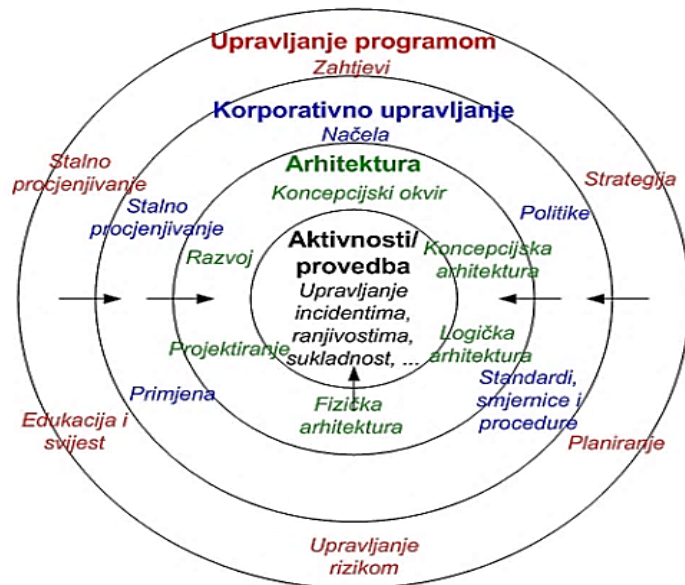 Upravljanje programom
Zahtjevi
Korporativno upravljanje
Načela
Arhitektura
Koncepcijski okvir
Stalno
procjenjivanje
Strategija
Stalno
procjenjivanje
Politike
Razvoj
Koncepcijska
arhitektura
Aktivnosti/
provedba
Upravljanje
incidentima,
ranjivostima,
sukladnost, ...
Projektiranje
Logička
arhitektura
Primjena
Fizička
arhitektura
Standardi,
smjernice i
procedure
Edukacija i
svijest
Planiranje
Upravljanje
rizikom